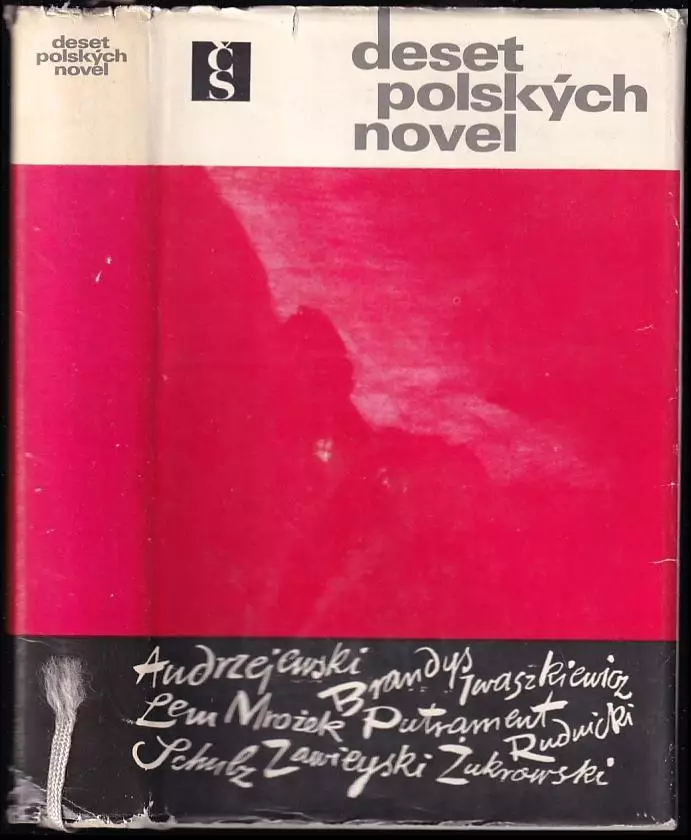 deset
polských
novel
ČS
deset
polských
novel
Andrzejewski Brandys Iwaszkiewicz
Lem Mrożek Putrament Rudnicki
Schulz Zawieyski Żukrowski